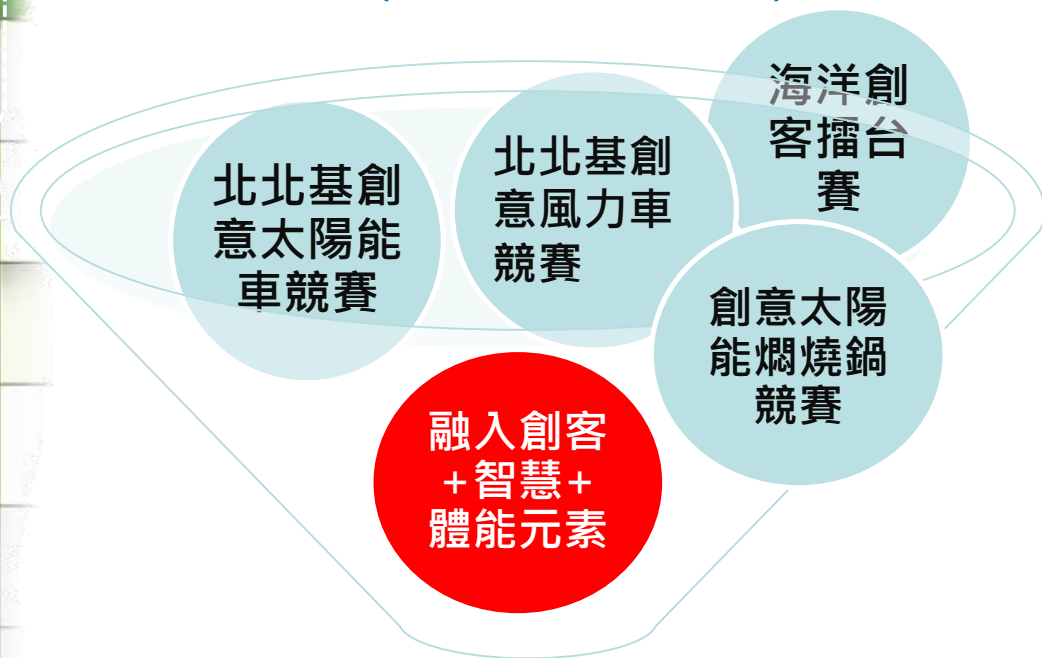 北北基創
意太陽能
車競賽
北北基創
意風力車
競賽
海洋創
客擂台
賽
創意太陽
能燜燒鍋
競賽
融入創客
+智慧+
體能元素